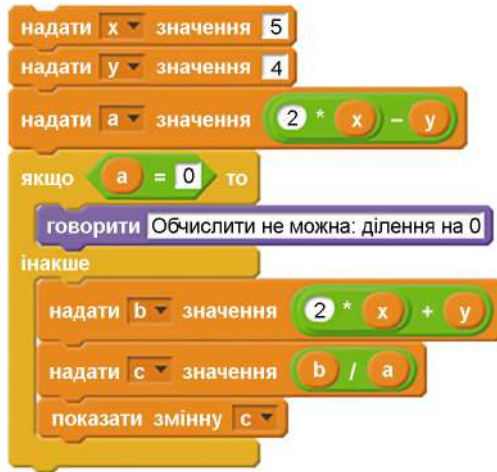 надати x значення 5
надати y значення 4
надати a значення 2 * x - y
якщо a = 0 то
говорити Обчислити не можна: ділення на 0
інакше
надати b значення 2 * x + y
надати c значення b / a
показати змінну c